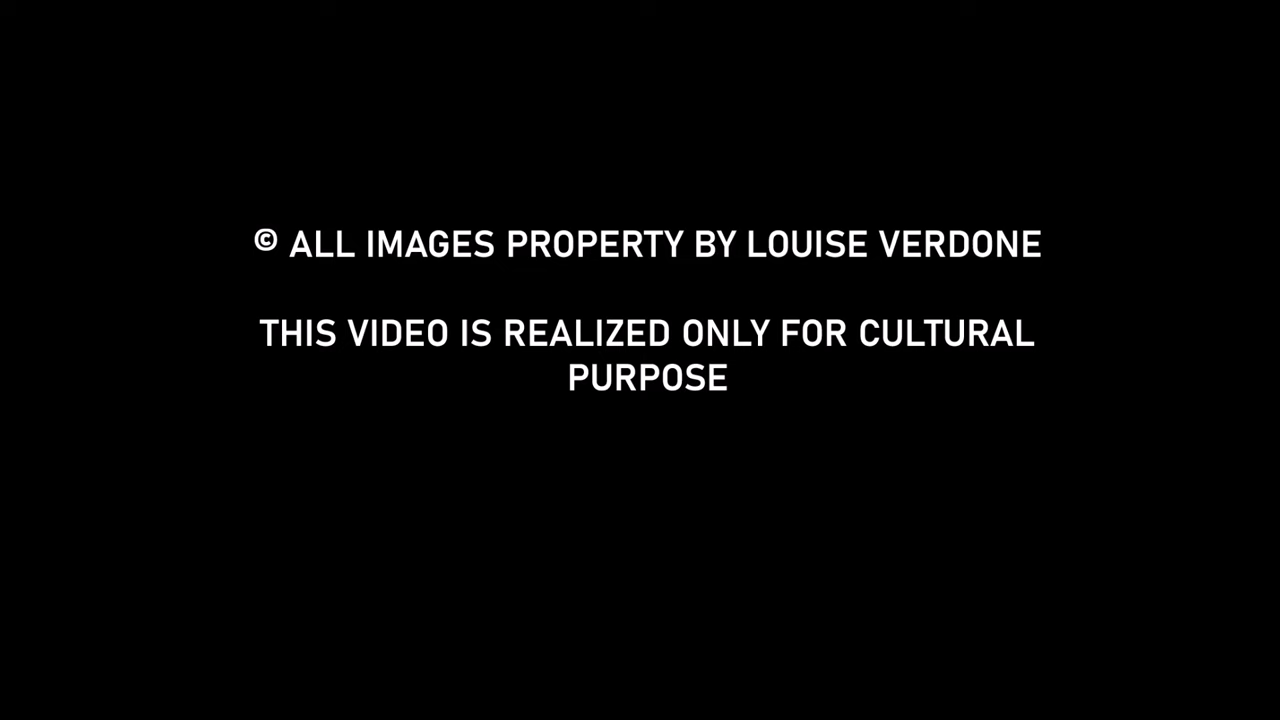 © ALL IMAGES PROPERTY BY LOUISE VERDONE
THIS VIDEO IS REALIZED ONLY FOR CULTURAL
PURPOSE